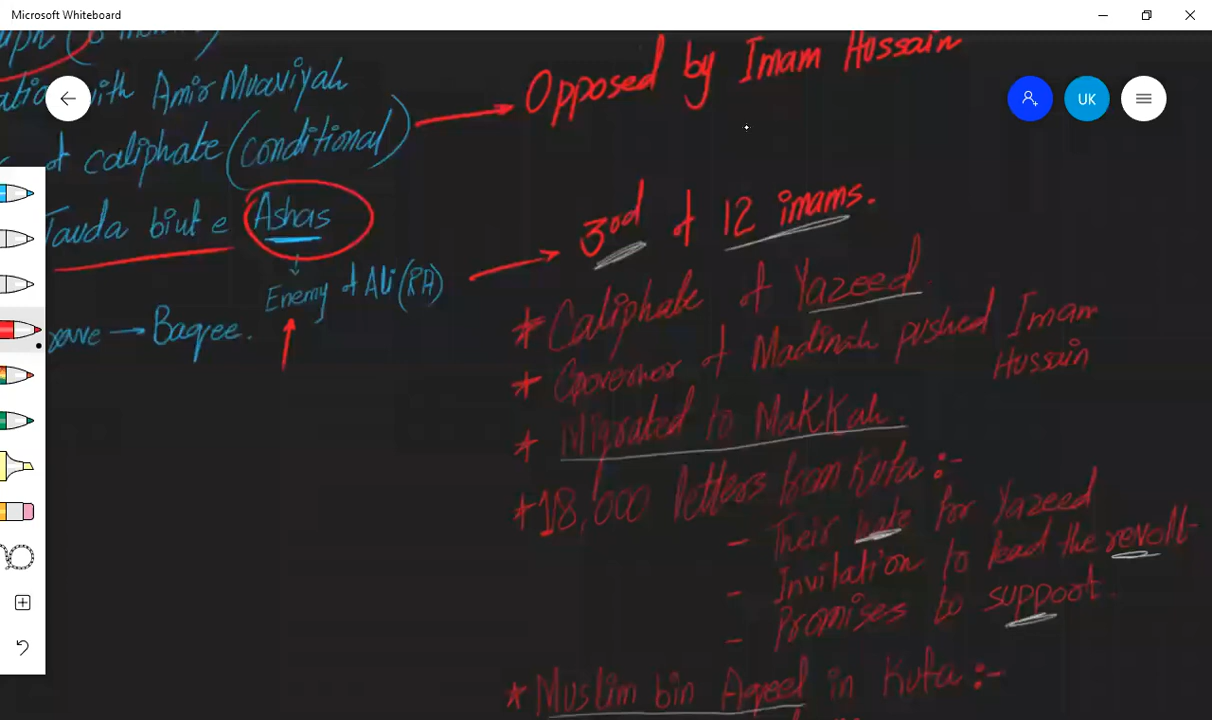 Microsoft Whiteboard
Opposed by Imam Hussain
with Amir Muaviyah
UK
of caliphate (conditional)
Tauda bint e Ashas
3rd of 12 imams.
Enemy of Ali (RA)
* Caliphate of Yazeed.
→ Baqee.
* Governor of Madinah pushed Imam Hussain
* Migrated to Makkah.
* 18,000 letters from Kufa :-
- Their hate for Yazeed
- Invitation to lead the revolt
- Promises to support.
* Muslim bin Aqeel in Kufa :-